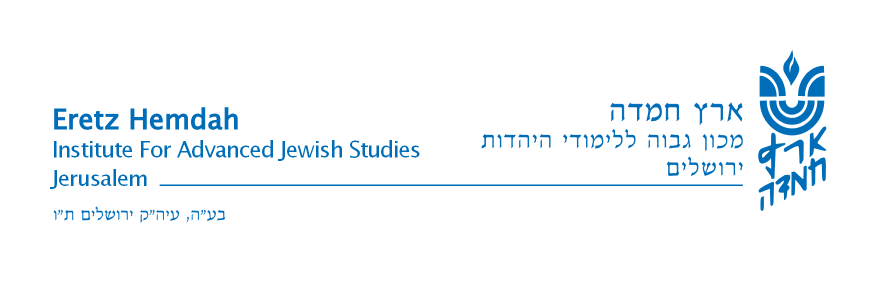 Eretz Hemdah
Institute For Advanced Jewish Studies
Jerusalem
ארץ חמדה
מכון גבוה ללימודי היהדות
ירושלים
ארץ
חמדה
בע"ה, עיה"ק ירושלים ת"ו